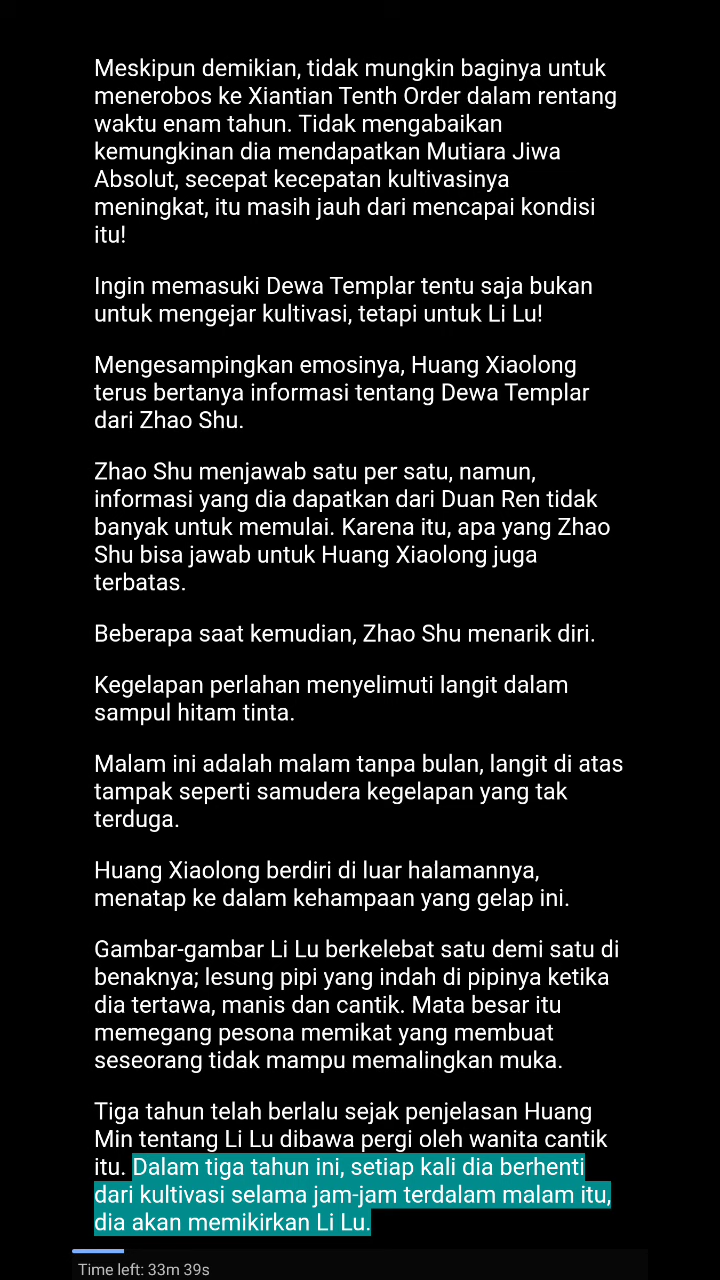 Meskipun demikian, tidak mungkin baginya untuk
menerobos ke Xiantian Tenth Order dalam rentang
waktu enam tahun. Tidak mengabaikan
kemungkinan dia mendapatkan Mutiara Jiwa
Absolut, secepat kecepatan kultivasinya
meningkat, itu masih jauh dari mencapai kondisi
itu!
Ingin memasuki Dewa Templar tentu saja bukan
untuk mengejar kultivasi, tetapi untuk Li Lu!
Mengesampingkan emosinya, Huang Xiaolong
terus bertanya informasi tentang Dewa Templar
dari Zhao Shu.
Zhao Shu menjawab satu per satu, namun,
informasi yang dia dapatkan dari Duan Ren tidak
banyak untuk memulai. Karena itu, apa yang Zhao
Shu bisa jawab untuk Huang Xiaolong juga
terbatas.
Beberapa saat kemudian, Zhao Shu menarik diri.
Kegelapan perlahan menyelimuti langit dalam
sampul hitam tinta.
Malam ini adalah malam tanpa bulan, langit di atas
tampak seperti samudera kegelapan yang tak
terduga.
Huang Xiaolong berdiri di luar halamannya,
menatap ke dalam kehampaan yang gelap ini.
Gambar-gambar Li Lu berkelebat satu demi satu di
benaknya; lesung pipi yang indah di pipinya ketika
dia tertawa, manis dan cantik. Mata besar itu
memegang pesona memikat yang membuat
seseorang tidak mampu memalingkan muka.
Tiga tahun telah berlalu sejak penjelasan Huang
Min tentang Li Lu dibawa pergi oleh wanita cantik
itu. Dalam tiga tahun ini, setiap kali dia berhenti
dari kultivasi selama jam-jam terdalam malam itu,
dia akan memikirkan Li Lu.
Time left: 33m 39s